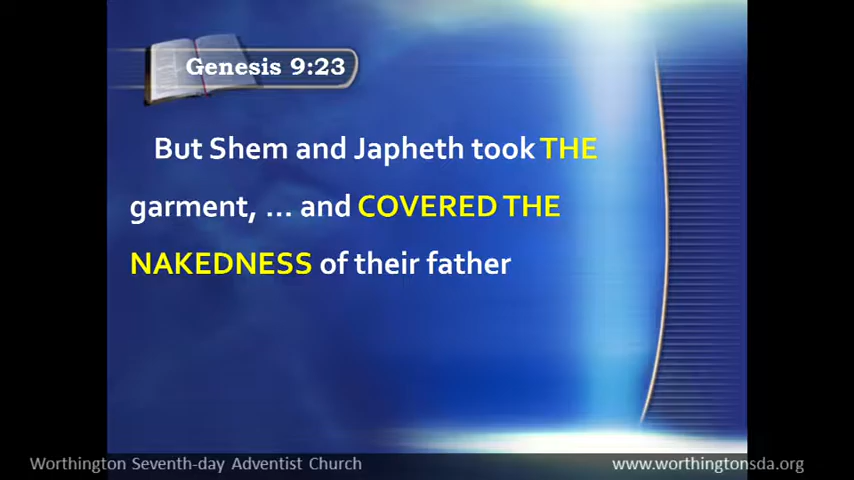 Genesis 9:23
But Shem and Japheth took THE
garment, ... and COVERED THE
NAKEDNESS of their father
Worthington Seventh-day Adventist Church
www.worthingtonsda.org